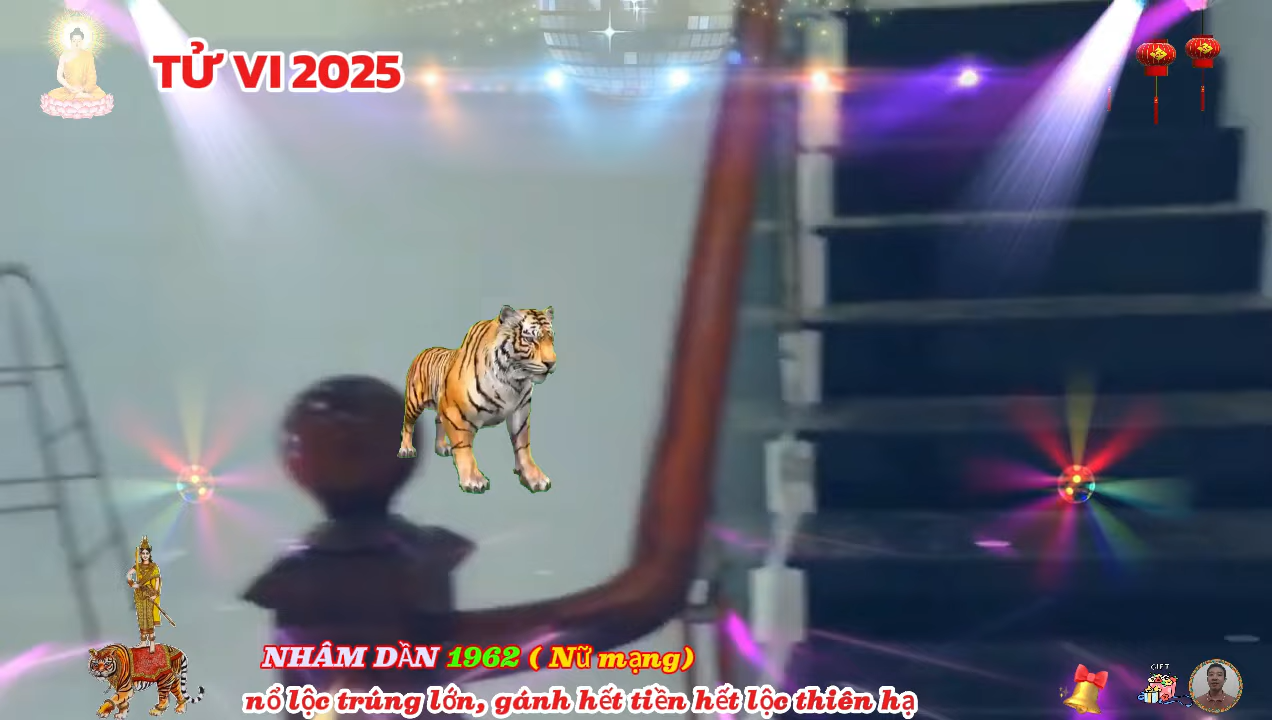 TỬ VI 2025
NHÂM DẦN 1962 ( Nữ mạng)
nổ lộc trúng lớn, gánh hết tiền hết lộc thiên hạ
GIFT